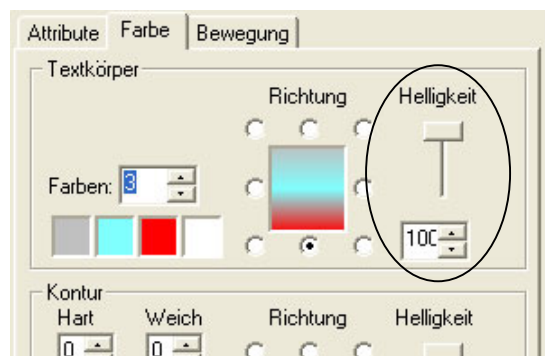 Attribute Farbe Bewegung
Textkörper
Richtung Helligkeit
Farben: 3
100
Kontur
Hart Weich Richtung Helligkeit
0 0